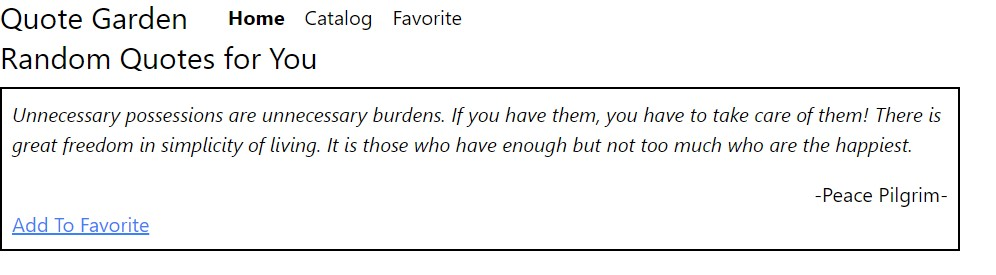 Quote Garden Home Catalog Favorite
Random Quotes for You
Unnecessary possessions are unnecessary burdens. If you have them, you have to take care of them! There is
great freedom in simplicity of living. It is those who have enough but not too much who are the happiest.
-Peace Pilgrim-
Add To Favorite